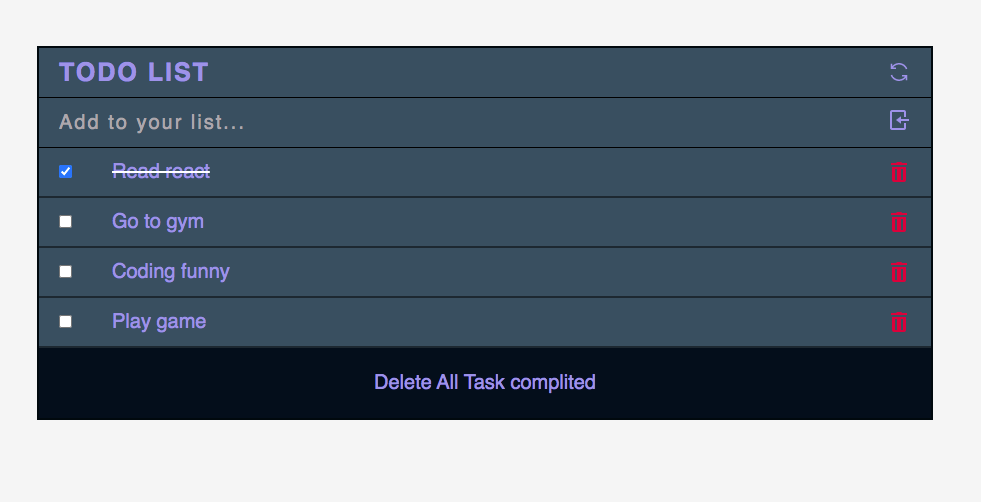 TODO LIST
Add to your list...
Read react
Go to gym
Coding funny
Play game
Delete All Task complited